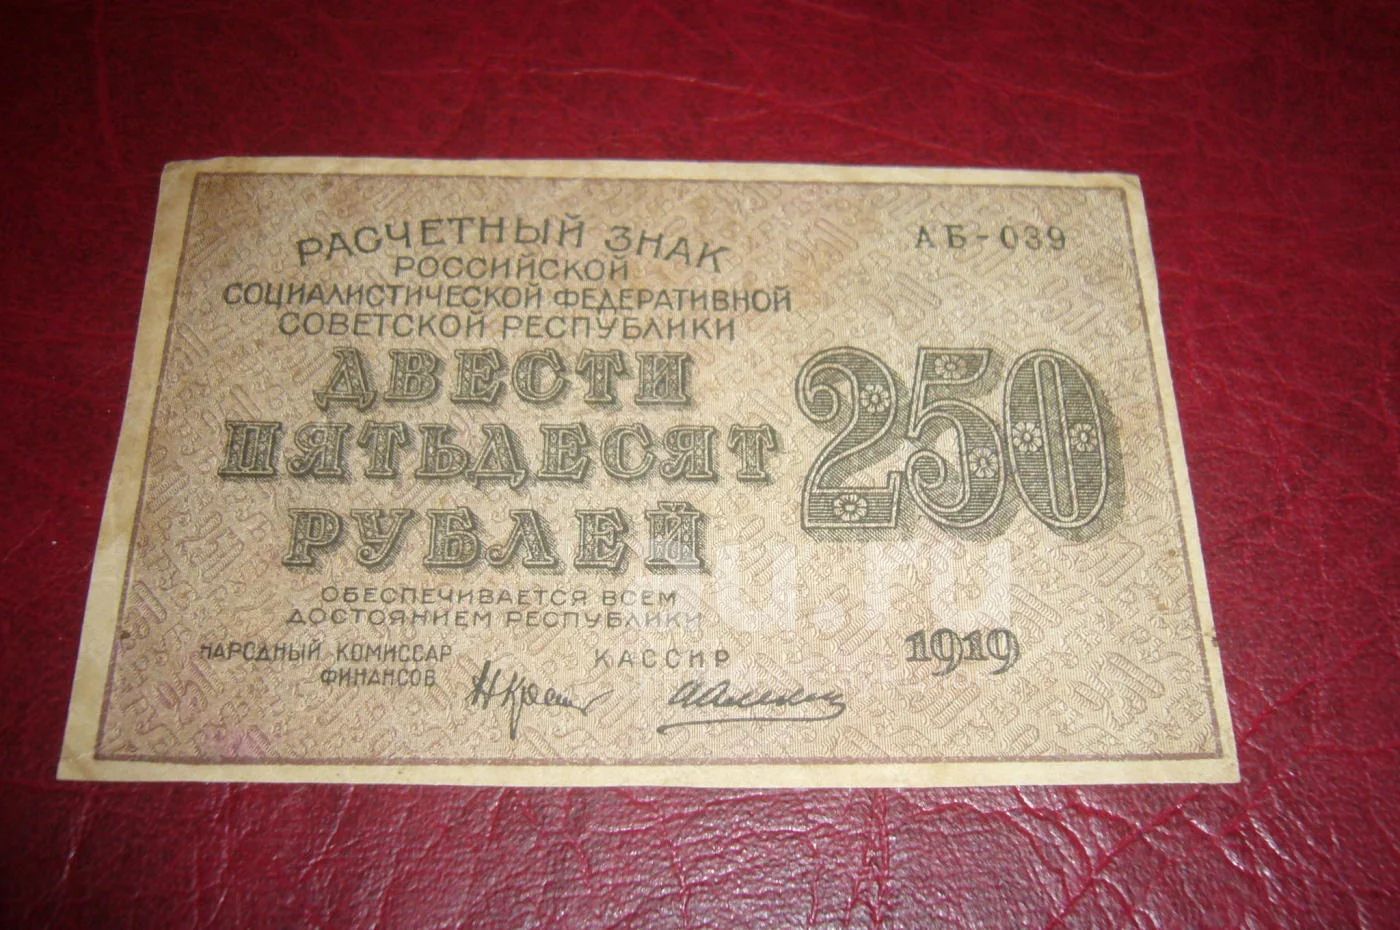 РАСЧЕТНЫЙ ЗНАК
РОССИЙСКОЙ
СОЦИАЛИСТИЧЕСКОЙ ФЕДЕРАТИВНОЙ
СОВЕТСКОЙ РЕСПУБЛИКИ
АБ-039
ДВЕСТИ
ПЯТЬДЕСЯТ
РУБЛЕЙ
250
ОБЕСПЕЧИВАЕТСЯ ВСЕМ
ДОСТОЯНИЕМ РЕСПУБЛИКИ
НАРОДНЫЙ КОМИССАР
ФИНАНСОВ
КАССИР
1919